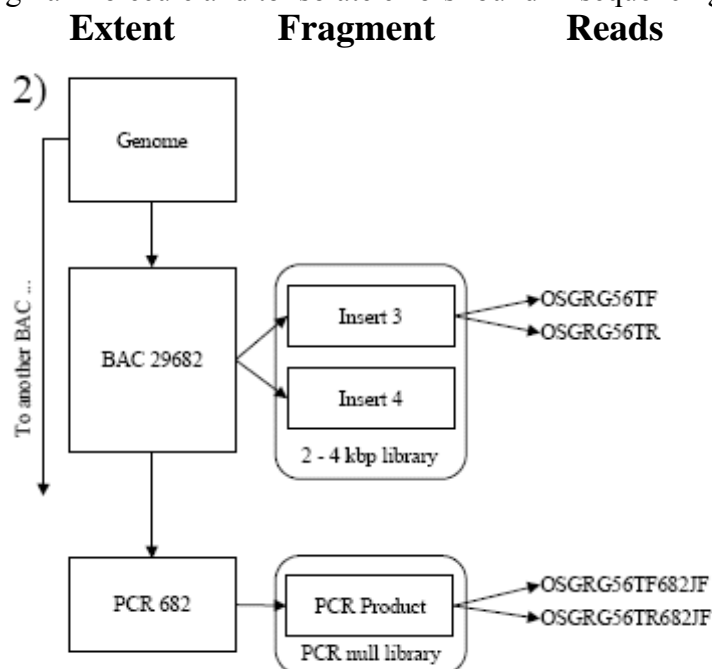 Extent Fragment Reads
2)
Genome
To another BAC ...
BAC 29682
Insert 3
OSGRG56TF
OSGRG56TR
Insert 4
2 - 4 kbp library
PCR 682
PCR Product
OSGRG56TF682JF
OSGRG56TR682JF
PCR null library